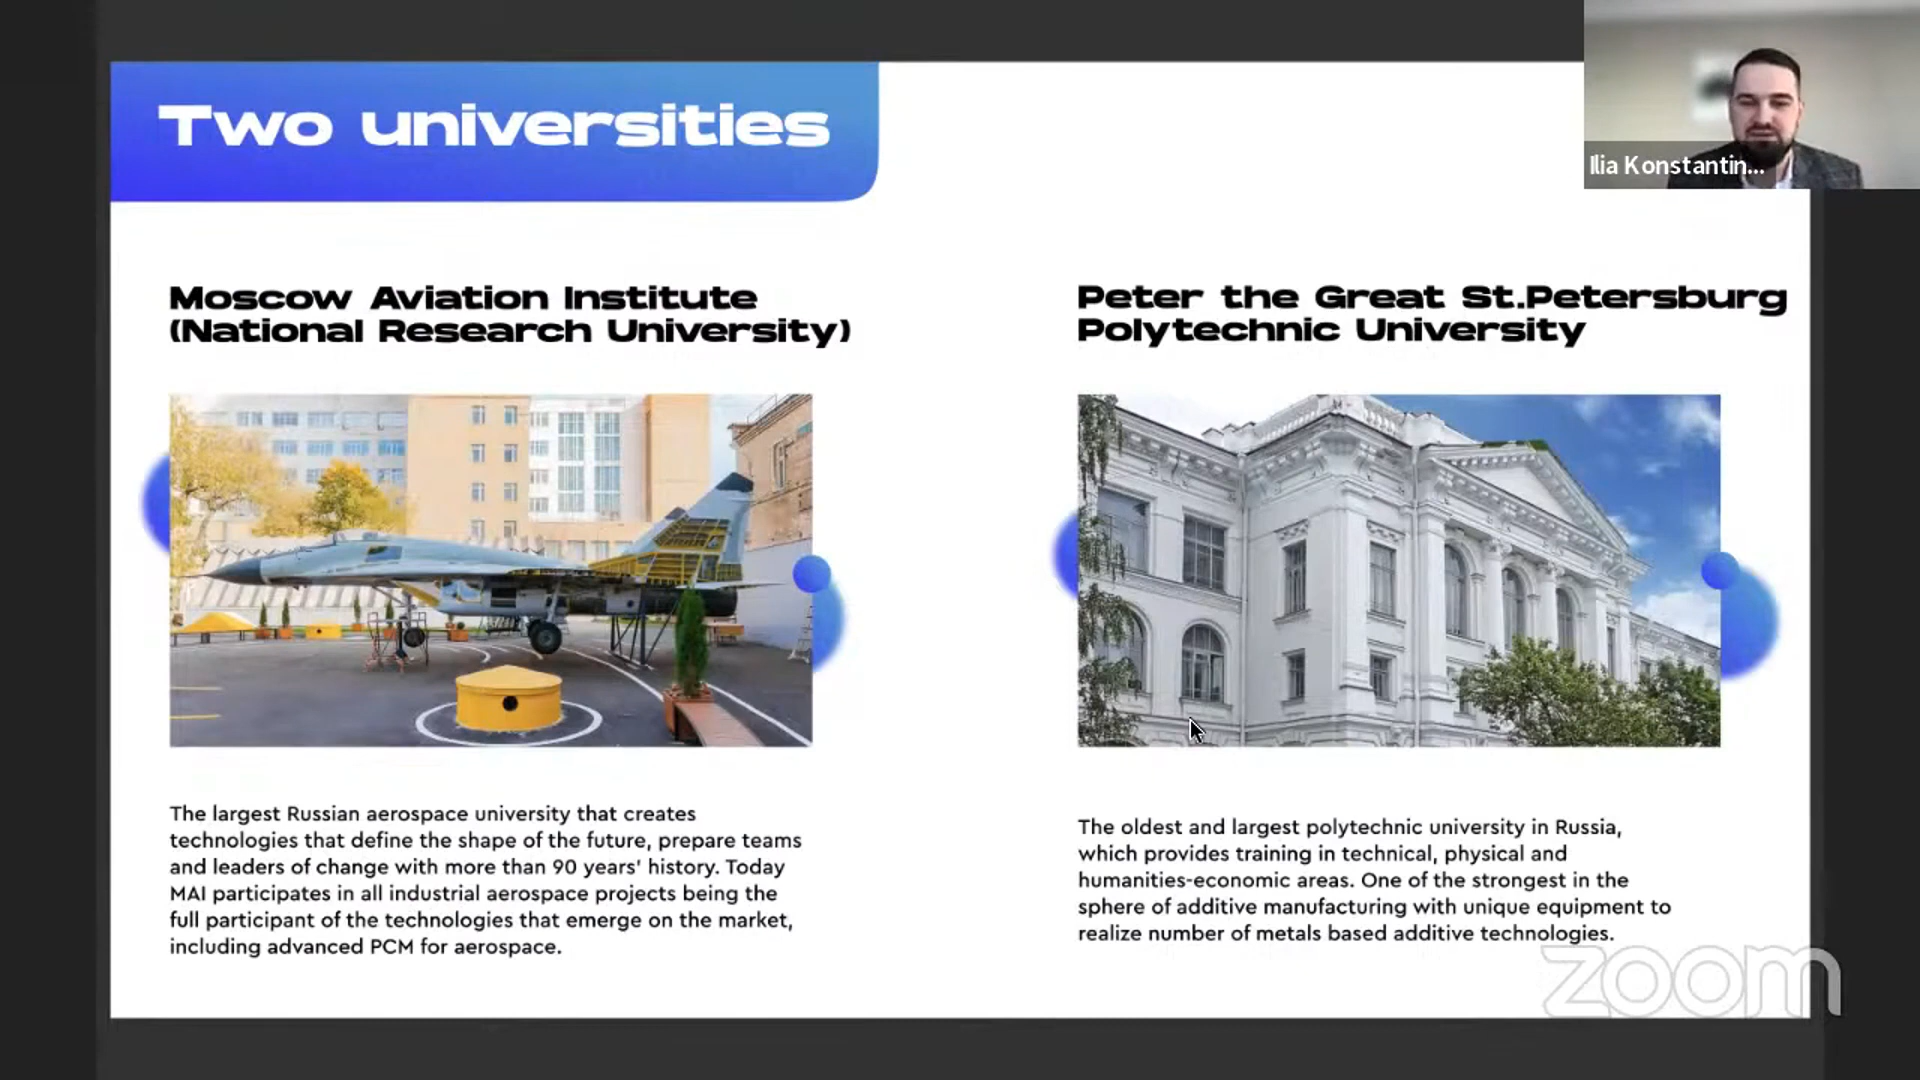 Two universities
Ilia Konstantin...
Moscow Aviation Institute
(National Research University)
Peter the Great St.Petersburg
Polytechnic University
The largest Russian aerospace university that creates
technologies that define the shape of the future, prepare teams
and leaders of change with more than 90 years' history. Today
MAI participates in all industrial aerospace projects being the
full participant of the technologies that emerge on the market,
including advanced PCM for aerospace.
The oldest and largest polytechnic university in Russia,
which provides training in technical, physical and
humanities-economic areas. One of the strongest in the
sphere of additive manufacturing with unique equipment to
realize number of metals based additive technologies.
zoom